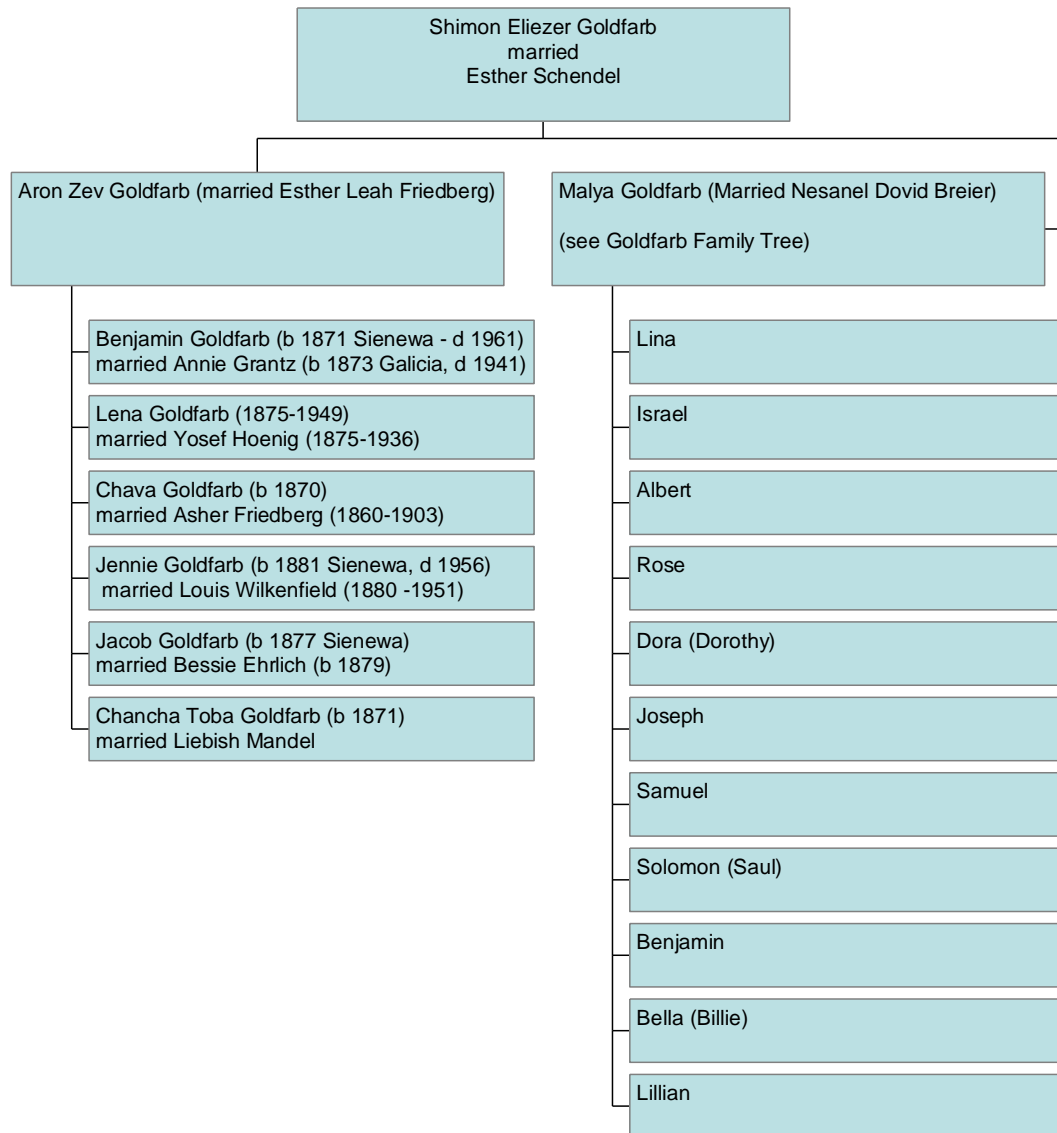 Shimon Eliezer Goldfarb
married
Esther Schendel
Aron Zev Goldfarb (married Esther Leah Friedberg)
Benjamin Goldfarb (b 1871 Sienewa - d 1961)
married Annie Grantz (b 1873 Galicia, d 1941)
Lena Goldfarb (1875-1949)
married Yosef Hoenig (1875-1936)
Chava Goldfarb (b 1870)
married Asher Friedberg (1860-1903)
Jennie Goldfarb (b 1881 Sienewa, d 1956)
married Louis Wilkenfield (1880 -1951)
Jacob Goldfarb (b 1877 Sienewa)
married Bessie Ehrlich (b 1879)
Chancha Toba Goldfarb (b 1871)
married Liebish Mandel
Malya Goldfarb (Married Nesanel Dovid Breier)
(see Goldfarb Family Tree)
Lina
Israel
Albert
Rose
Dora (Dorothy)
Joseph
Samuel
Solomon (Saul)
Benjamin
Bella (Billie)
Lillian